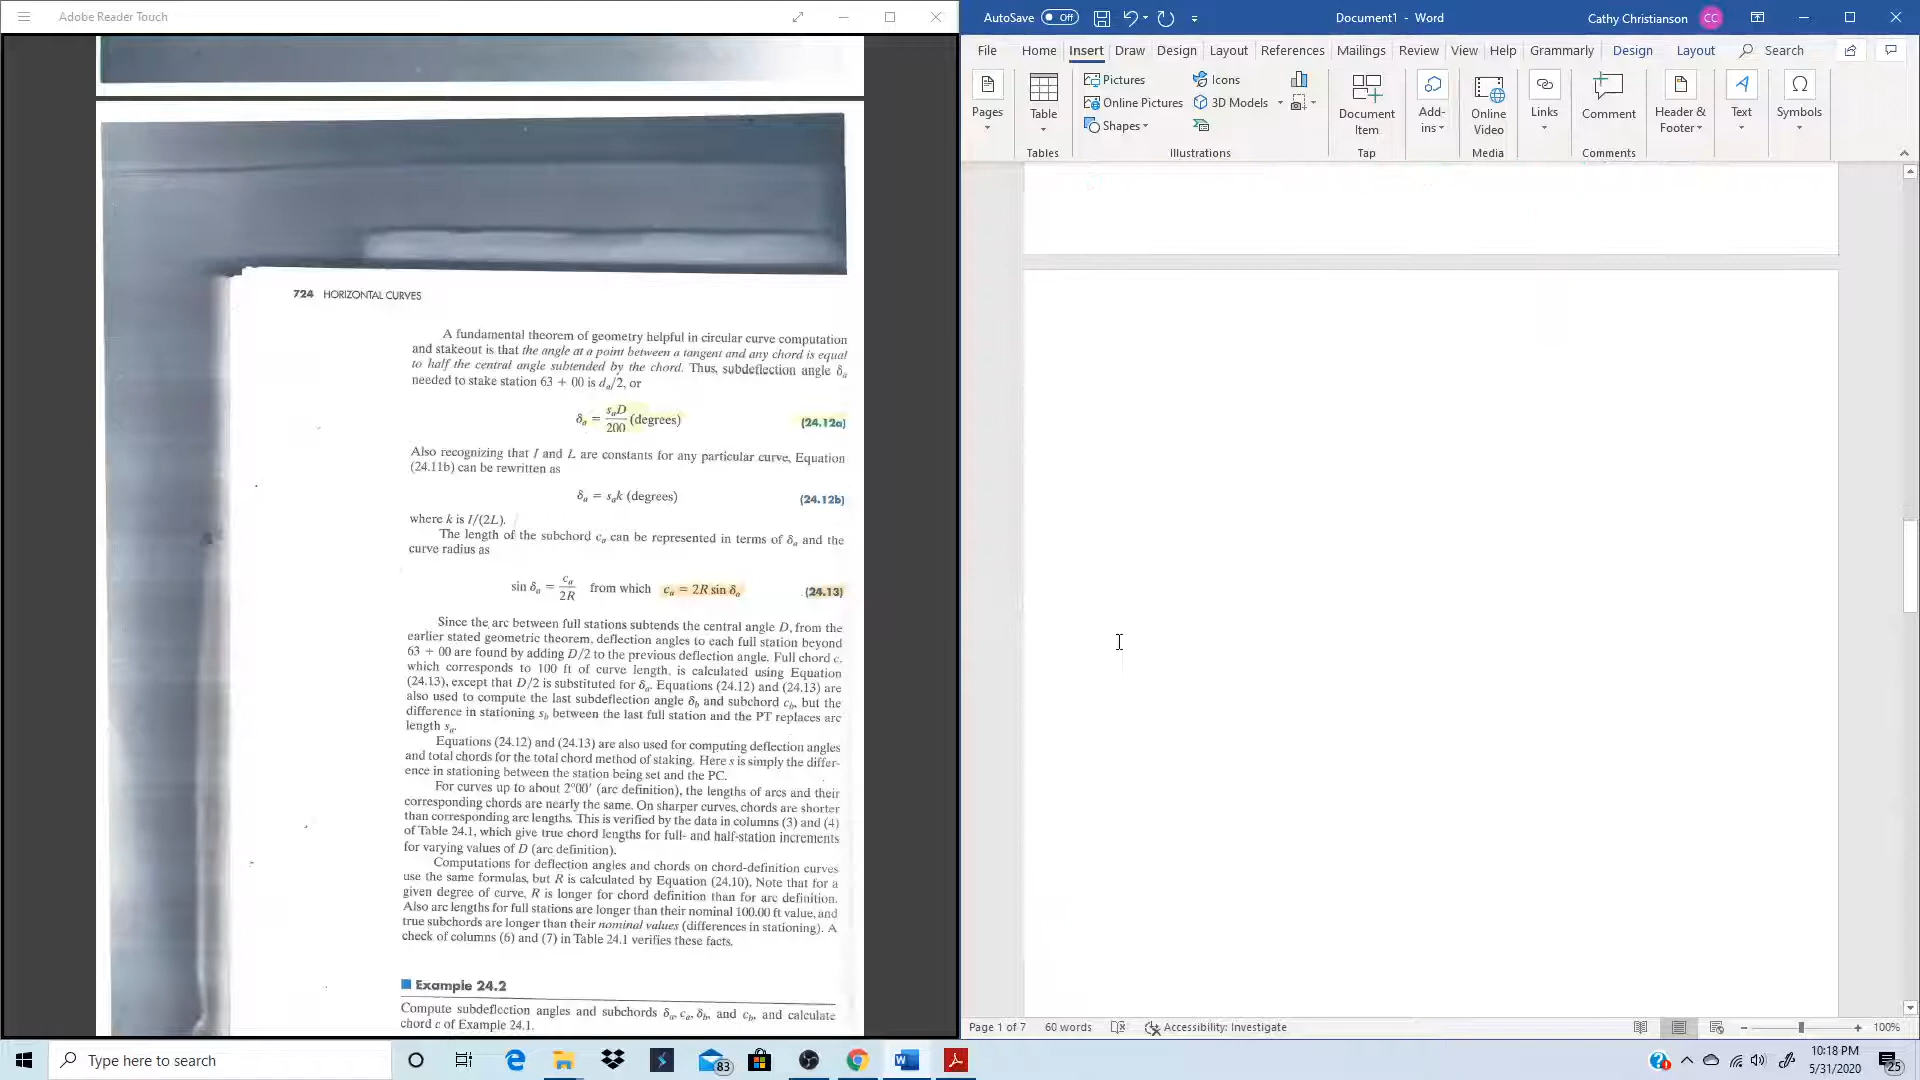 Adobe Reader Touch
724 HORIZONTAL CURVES
A fundamental theorem of geometry helpful in circular curve computation
and stakeout is that the angle at a point between a tangent and any chord is equal
to half the central angle subtended by the chord. Thus, subdeflection angle δa
needed to stake station 63 + 00 is da/2, or
δa = saD/200 (degrees) (24.12a)
Also recognizing that I and L are constants for any particular curve, Equation
(24.11b) can be rewritten as
δa = sak (degrees) (24.12b)
where k is I/(2L).
The length of the subchord ca can be represented in terms of δa and the
curve radius as
sin δa = ca/2R from which ca = 2R sin δa (24.13)
Since the arc between full stations subtends the central angle D, from the
earlier stated geometric theorem, deflection angles to each full station beyond
63 + 00 are found by adding D/2 to the previous deflection angle. Full chord c,
which corresponds to 100 ft of curve length, is calculated using Equation
(24.13), except that D/2 is substituted for δa. Equations (24.12) and (24.13) are
also used to compute the last subdeflection angle δb and subchord cb, but the
difference in stationing sb between the last full station and the PT replaces arc
length sa.
Equations (24.12) and (24.13) are also used for computing deflection angles
and total chords for the total chord method of staking. Here s is simply the differ-
ence in stationing between the station being set and the PC.
For curves up to about 2°00′ (arc definition), the lengths of arcs and their
corresponding chords are nearly the same. On sharper curves, chords are shorter
than corresponding arc lengths. This is verified by the data in columns (3) and (4)
of Table 24.1, which give true chord lengths for full- and half-station increments
for varying values of D (arc definition).
Computations for deflection angles and chords on chord-definition curves
use the same formulas, but R is calculated by Equation (24.10). Note that for a
given degree of curve, R is longer for chord definition than for arc definition.
Also arc lengths for full stations are longer than their nominal 100.00 ft value, and
true subchords are longer than their nominal values (differences in stationing). A
check of columns (6) and (7) in Table 24.1 verifies these facts.
Example 24.2
Compute subdeflection angles and subchords δa, ca, δb, and cb, and calculate
chord c of Example 24.1.
AutoSave Off Document1 - Word Cathy Christianson CC
File Home Insert Draw Design Layout References Mailings Review View Help Grammarly Design Layout Search
Pages
Table
Tables
Pictures
Online Pictures
Shapes
Icons
3D Models
Illustrations
Document
Item
Tap
Add-
ins
Online
Video
Media
Links
Comment
Comments
Header &
Footer
Text
Symbols
Page 1 of 7 60 words Accessibility: Investigate 100%
Type here to search
83
10:18 PM
5/31/2020
25